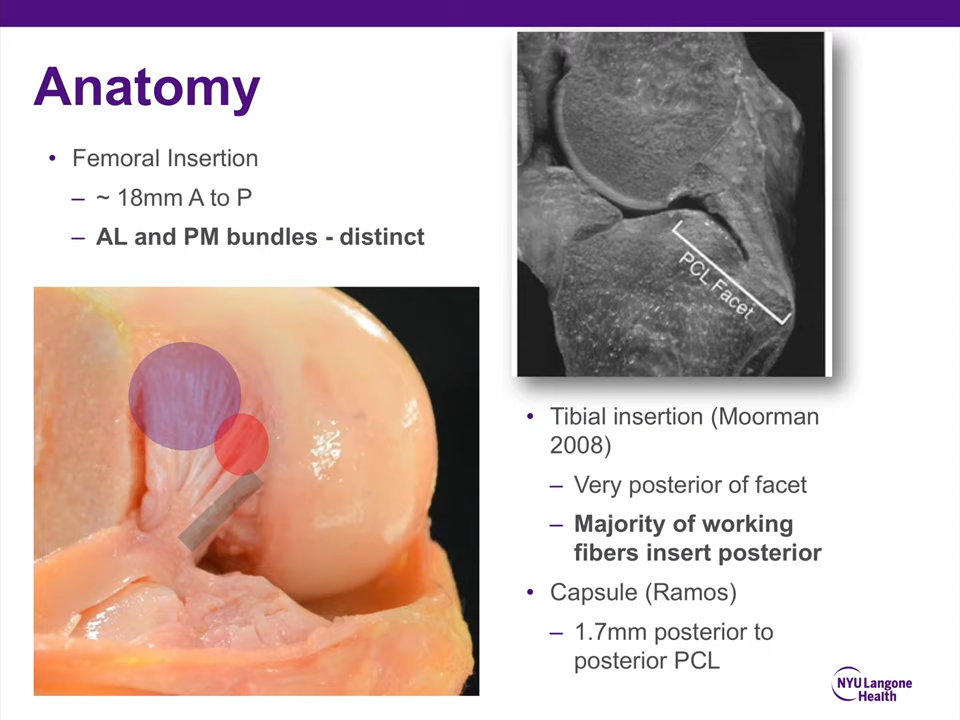 Anatomy
• Femoral Insertion
– ~ 18mm A to P
– AL and PM bundles - distinct
PCL Facet
• Tibial insertion (Moorman
2008)
– Very posterior of facet
– Majority of working
fibers insert posterior
• Capsule (Ramos)
– 1.7mm posterior to
posterior PCL
NYU Langone
Health